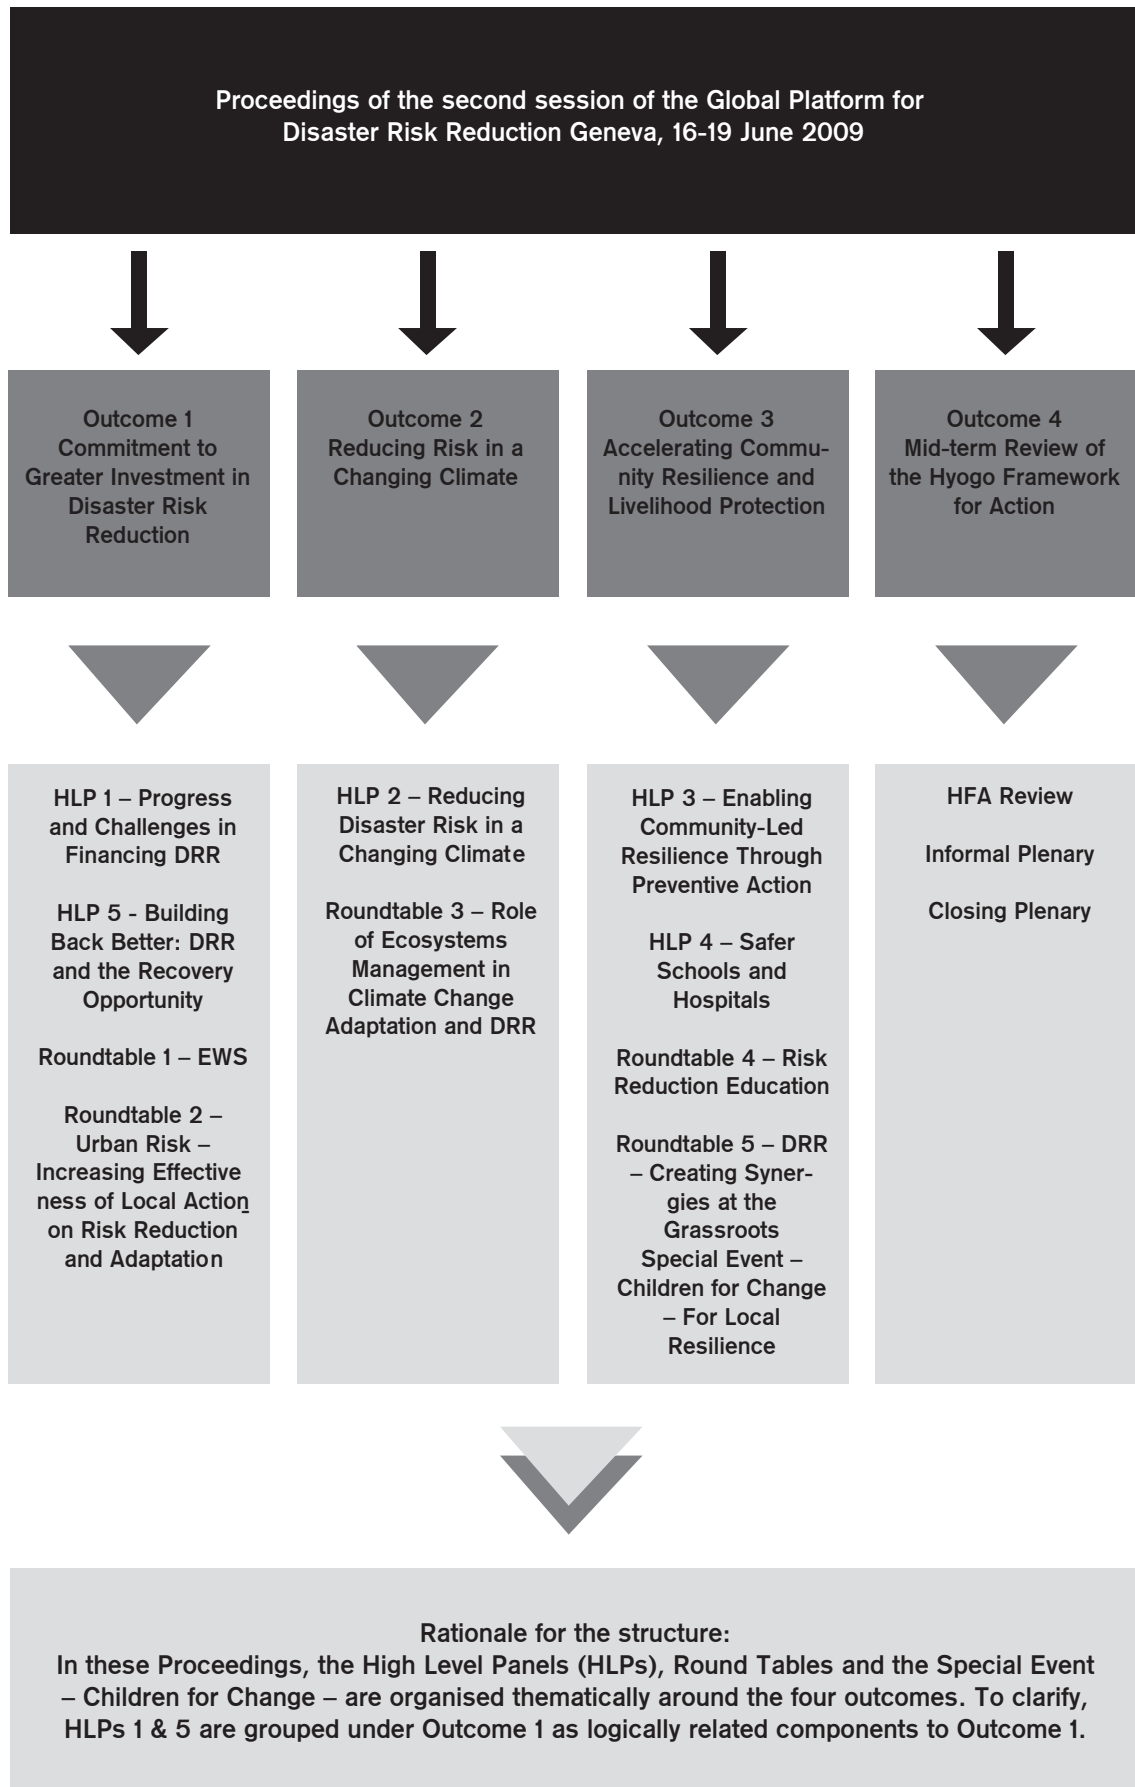 Proceedings of the second session of the Global Platform for
Disaster Risk Reduction Geneva, 16-19 June 2009
Outcome 1
Commitment to
Greater Investment in
Disaster Risk
Reduction
Outcome 2
Reducing Risk in a
Changing Climate
Outcome 3
Accelerating Commu-
nity Resilience and
Livelihood Protection
Outcome 4
Mid-term Review of
the Hyogo Framework
for Action
HLP 1 – Progress
and Challenges in
Financing DRR
HLP 5 - Building
Back Better: DRR
and the Recovery
Opportunity
Roundtable 1 – EWS
Roundtable 2 –
Urban Risk –
Increasing Effective
ness of Local Action
on Risk Reduction
and Adaptation
HLP 2 – Reducing
Disaster Risk in a
Changing Climate
Roundtable 3 – Role
of Ecosystems
Management in
Climate Change
Adaptation and DRR
HLP 3 – Enabling
Community-Led
Resilience Through
Preventive Action
HLP 4 – Safer
Schools and
Hospitals
Roundtable 4 – Risk
Reduction Education
Roundtable 5 – DRR
– Creating Syner-
gies at the
Grassroots
Special Event –
Children for Change
– For Local
Resilience
HFA Review
Informal Plenary
Closing Plenary
Rationale for the structure:
In these Proceedings, the High Level Panels (HLPs), Round Tables and the Special Event
– Children for Change – are organised thematically around the four outcomes. To clarify,
HLPs 1 & 5 are grouped under Outcome 1 as logically related components to Outcome 1.